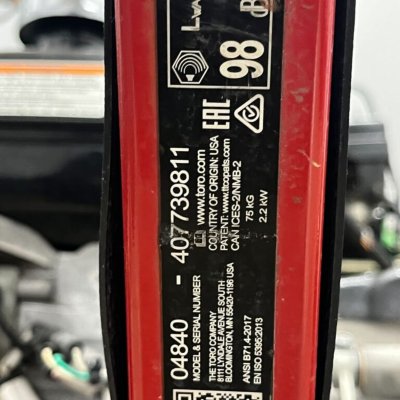 04840 - 407739811
MODEL & SERIAL NUMBER
www.toro.com
THE TORO COMPANY
8111 LYNDALE AVENUE SOUTH
BLOOMINGTON, MN 55420-1196 USA
COUNTRY OF ORIGIN: USA
PATENT: www.ttcopats.com
CAN ICES-2/NMB-2
ANSI B71.4-2017
EN ISO 5395:2013
75 kG
2.2 kW
EAC
LWA
98
dB